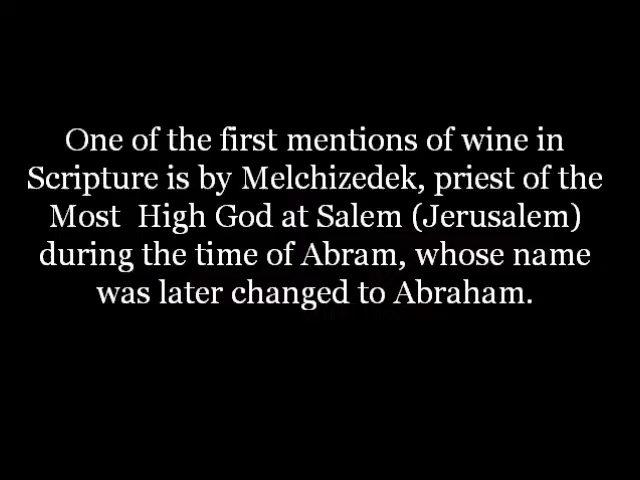 One of the first mentions of wine in
Scripture is by Melchizedek, priest of the
Most  High God at Salem (Jerusalem)
during the time of Abram, whose name
was later changed to Abraham.